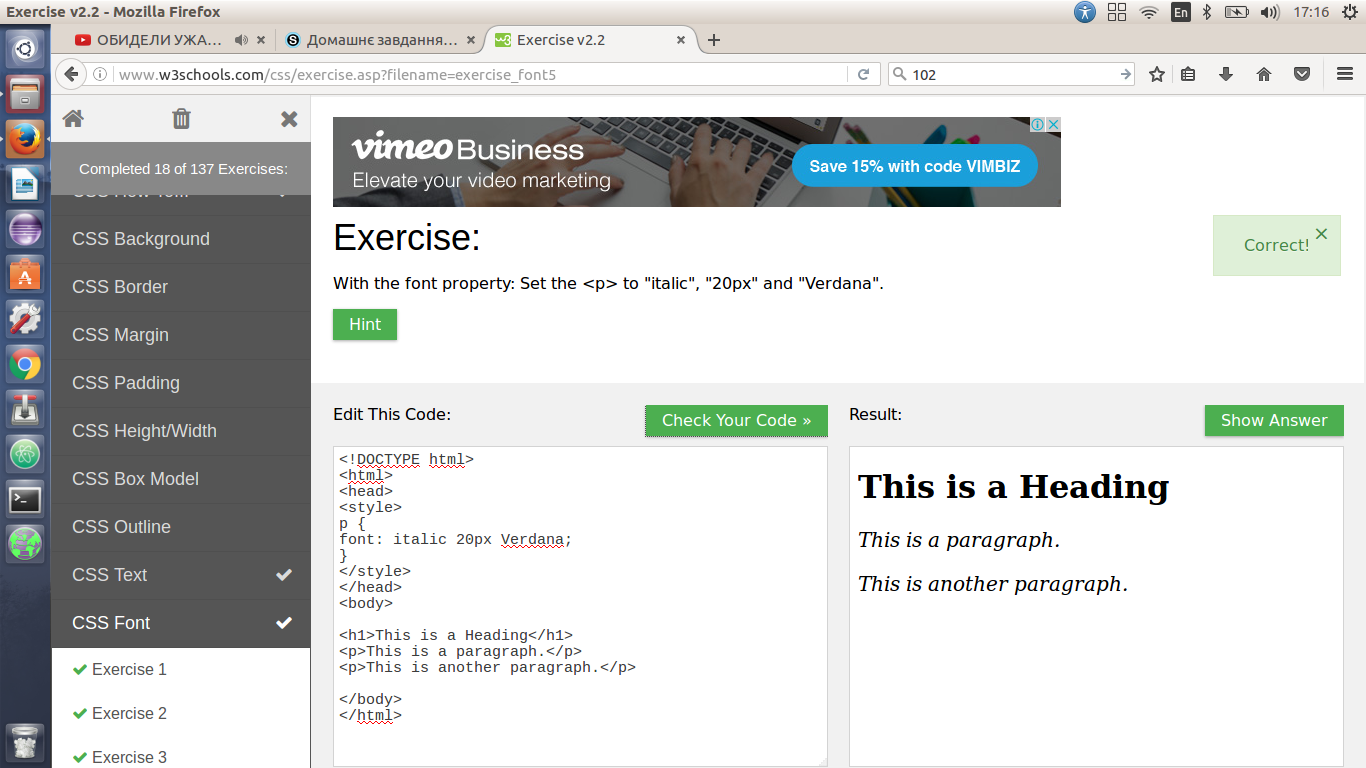 Exercise v2.2 - Mozilla Firefox
En
17:16
ОБИДЕЛИ УЖА...
Домашнє завдання...
w3 Exercise v2.2
www.w3schools.com/css/exercise.asp?filename=exercise_font5
102
Completed 18 of 137 Exercises:
CSS Background
CSS Border
CSS Margin
CSS Padding
CSS Height/Width
CSS Box Model
CSS Outline
CSS Text
CSS Font
Exercise 1
Exercise 2
Exercise 3
vimeo Business
Elevate your video marketing
Save 15% with code VIMBIZ
Exercise:
Correct!
With the font property: Set the <p> to "italic", "20px" and "Verdana".
Hint
Edit This Code:
Check Your Code »
Result:
Show Answer
<!DOCTYPE html>
<html>
<head>
<style>
p {
font: italic 20px Verdana;
}
</style>
</head>
<body>
<h1>This is a Heading</h1>
<p>This is a paragraph.</p>
<p>This is another paragraph.</p>
</body>
</html>
This is a Heading
This is a paragraph.
This is another paragraph.